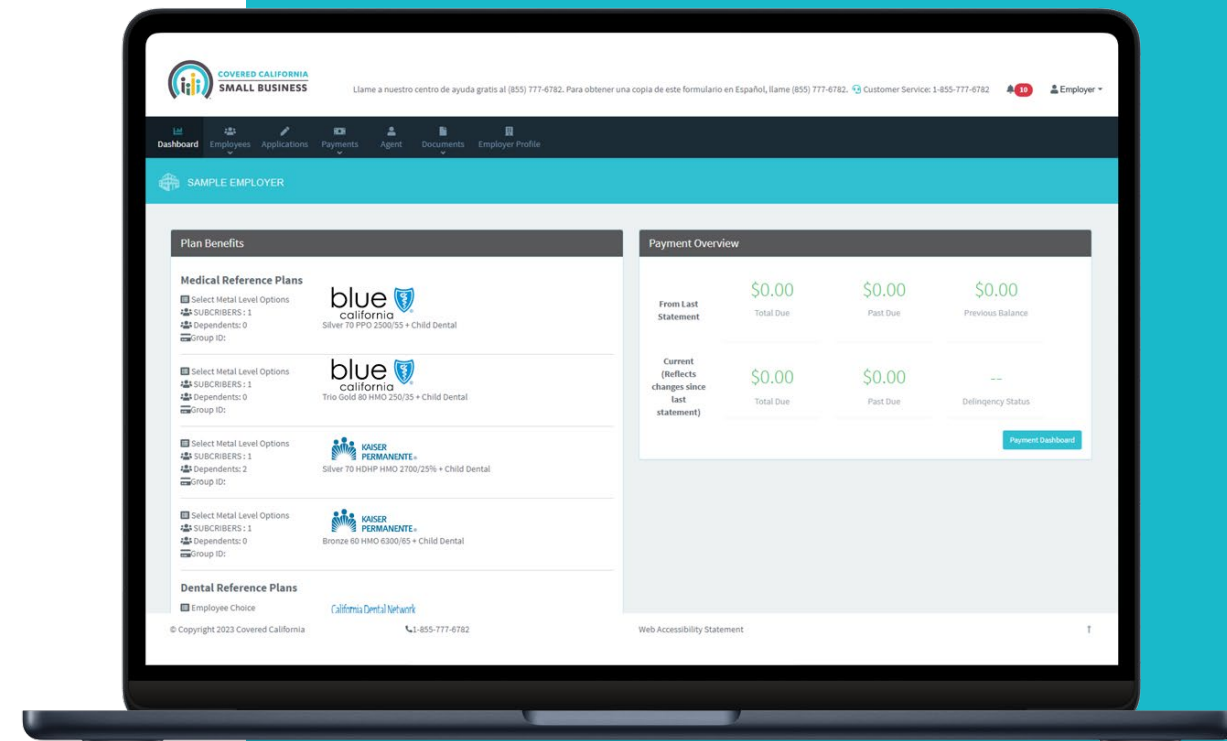 COVERED CALIFORNIA
SMALL BUSINESS
Llame a nuestro centro de ayuda gratis al (855) 777-6782. Para obtener una copia de este formulario en Español, llame (855) 777-6782. Customer Service: 1-855-777-6782
10
Employer
Dashboard Employees Applications Payments Agent Documents Employer Profile
SAMPLE EMPLOYER
Plan Benefits
Medical Reference Plans
Select Metal Level Options
SUBCRIBERS : 1
Dependents: 0
Group ID:
blue
california
Silver 70 PPO 2500/55 + Child Dental
Select Metal Level Options
SUBCRIBERS : 1
Dependents: 0
Group ID:
blue
california
Trio Gold 80 HMO 250/35 + Child Dental
Select Metal Level Options
SUBCRIBERS : 1
Dependents: 2
Group ID:
KAISER
PERMANENTE®
Silver 70 HDHP HMO 2700/25% + Child Dental
Select Metal Level Options
SUBCRIBERS : 1
Dependents: 0
Group ID:
KAISER
PERMANENTE®
Bronze 60 HMO 6300/65 + Child Dental
Dental Reference Plans
Employee Choice
California Dental Network
Payment Overview
From Last
Statement
$0.00 $0.00 $0.00
Total Due Past Due Previous Balance
Current
(Reflects
changes since
last
statement)
$0.00 $0.00 --
Total Due Past Due Delinqency Status
Payment Dashboard
© Copyright 2023 Covered California 1-855-777-6782 Web Accessibility Statement